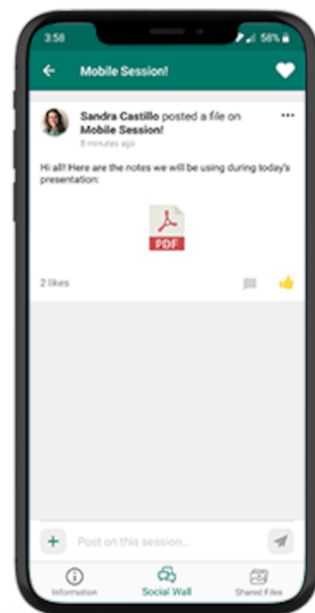 3:58
58%
Mobile Session!
Sandra Castillo posted a file on
Mobile Session!
8 minutes ago
Hi all! Here are the notes we will be using during today's
presentation:
PDF
2 likes
Post on this session...
Information
Social Wall
Shared Files